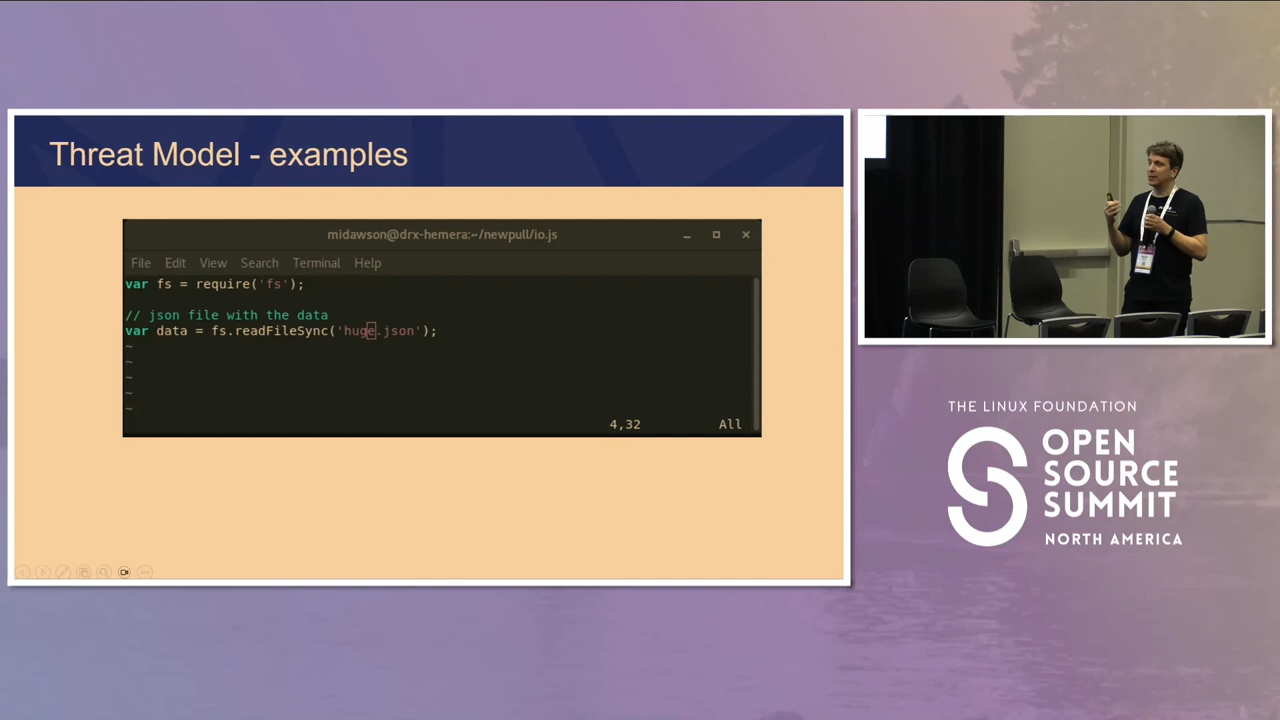 Threat Model - examples
midawson@drx-hemera:~/newpull/io.js
File Edit View Search Terminal Help
var fs = require('fs');
// json file with the data
var data = fs.readFileSync('huge.json');
~
~
~
~
~
4,32 All
THE LINUX FOUNDATION
OPEN
SOURCE
SUMMIT
NORTH AMERICA